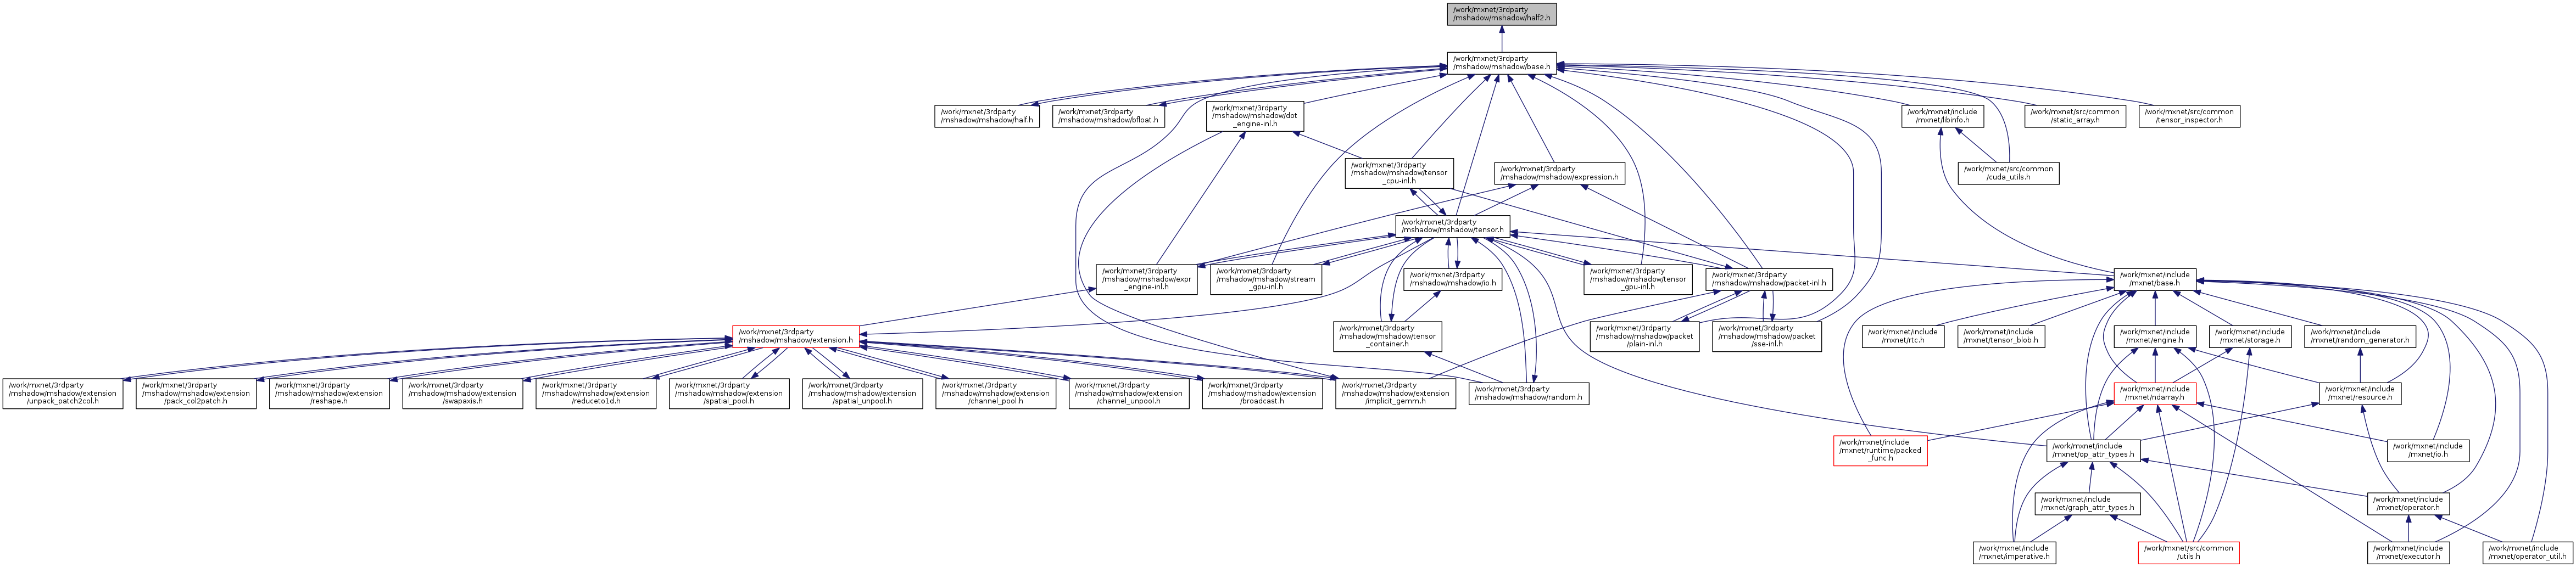 /work/mxnet/3rdparty
/mshadow/mshadow/half2.h
/work/mxnet/3rdparty
/mshadow/mshadow/base.h
/work/mxnet/3rdparty
/mshadow/mshadow/half.h
/work/mxnet/3rdparty
/mshadow/mshadow/bfloat.h
/work/mxnet/3rdparty
/mshadow/mshadow/dot
_engine-inl.h
/work/mxnet/include
/mxnet/libinfo.h
/work/mxnet/src/common
/static_array.h
/work/mxnet/src/common
/tensor_inspector.h
/work/mxnet/3rdparty
/mshadow/mshadow/tensor
_cpu-inl.h
/work/mxnet/3rdparty
/mshadow/mshadow/expression.h
/work/mxnet/src/common
/cuda_utils.h
/work/mxnet/3rdparty
/mshadow/mshadow/tensor.h
/work/mxnet/3rdparty
/mshadow/mshadow/expr
_engine-inl.h
/work/mxnet/3rdparty
/mshadow/mshadow/stream
_gpu-inl.h
/work/mxnet/3rdparty
/mshadow/mshadow/io.h
/work/mxnet/3rdparty
/mshadow/mshadow/tensor
_gpu-inl.h
/work/mxnet/3rdparty
/mshadow/mshadow/packet-inl.h
/work/mxnet/include
/mxnet/base.h
/work/mxnet/3rdparty
/mshadow/mshadow/extension.h
/work/mxnet/3rdparty
/mshadow/mshadow/tensor
_container.h
/work/mxnet/3rdparty
/mshadow/mshadow/packet
/plain-inl.h
/work/mxnet/3rdparty
/mshadow/mshadow/packet
/sse-inl.h
/work/mxnet/include
/mxnet/rtc.h
/work/mxnet/include
/mxnet/tensor_blob.h
/work/mxnet/include
/mxnet/engine.h
/work/mxnet/include
/mxnet/storage.h
/work/mxnet/include
/mxnet/random_generator.h
/work/mxnet/3rdparty
/mshadow/mshadow/extension
/unpack_patch2col.h
/work/mxnet/3rdparty
/mshadow/mshadow/extension
/pack_col2patch.h
/work/mxnet/3rdparty
/mshadow/mshadow/extension
/reshape.h
/work/mxnet/3rdparty
/mshadow/mshadow/extension
/swapaxis.h
/work/mxnet/3rdparty
/mshadow/mshadow/extension
/reduceto1d.h
/work/mxnet/3rdparty
/mshadow/mshadow/extension
/spatial_pool.h
/work/mxnet/3rdparty
/mshadow/mshadow/extension
/spatial_unpool.h
/work/mxnet/3rdparty
/mshadow/mshadow/extension
/channel_pool.h
/work/mxnet/3rdparty
/mshadow/mshadow/extension
/channel_unpool.h
/work/mxnet/3rdparty
/mshadow/mshadow/extension
/broadcast.h
/work/mxnet/3rdparty
/mshadow/mshadow/extension
/implicit_gemm.h
/work/mxnet/3rdparty
/mshadow/mshadow/random.h
/work/mxnet/include
/mxnet/ndarray.h
/work/mxnet/include
/mxnet/resource.h
/work/mxnet/include
/mxnet/runtime/packed
_func.h
/work/mxnet/include
/mxnet/op_attr_types.h
/work/mxnet/include
/mxnet/io.h
/work/mxnet/include
/mxnet/graph_attr_types.h
/work/mxnet/include
/mxnet/operator.h
/work/mxnet/include
/mxnet/imperative.h
/work/mxnet/src/common
/utils.h
/work/mxnet/include
/mxnet/executor.h
/work/mxnet/include
/mxnet/operator_util.h